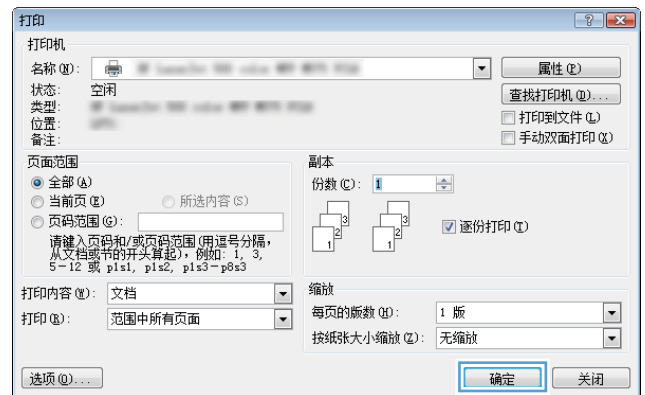 打印
打印机
名称(N):
属性(P)
状态: 空闲
查找打印机(D)...
类型:
位置:
打印到文件(L)
备注:
手动双面打印(X)
页面范围
全部(A)
当前页(E) 所选内容(S)
页码范围(G):
请键入页码和/或页码范围(用逗号分隔,
从文档或节的开头算起),例如: 1, 3,
5-12 或 p1s1, p1s2, p1s3-p8s3
副本
份数(C): 1
1 2 3 1 2 3
逐份打印(T)
打印内容(W): 文档
打印(R): 范围中所有页面
缩放
每页的版数(H): 1 版
按纸张大小缩放(Z): 无缩放
选项(O)... 确定 关闭